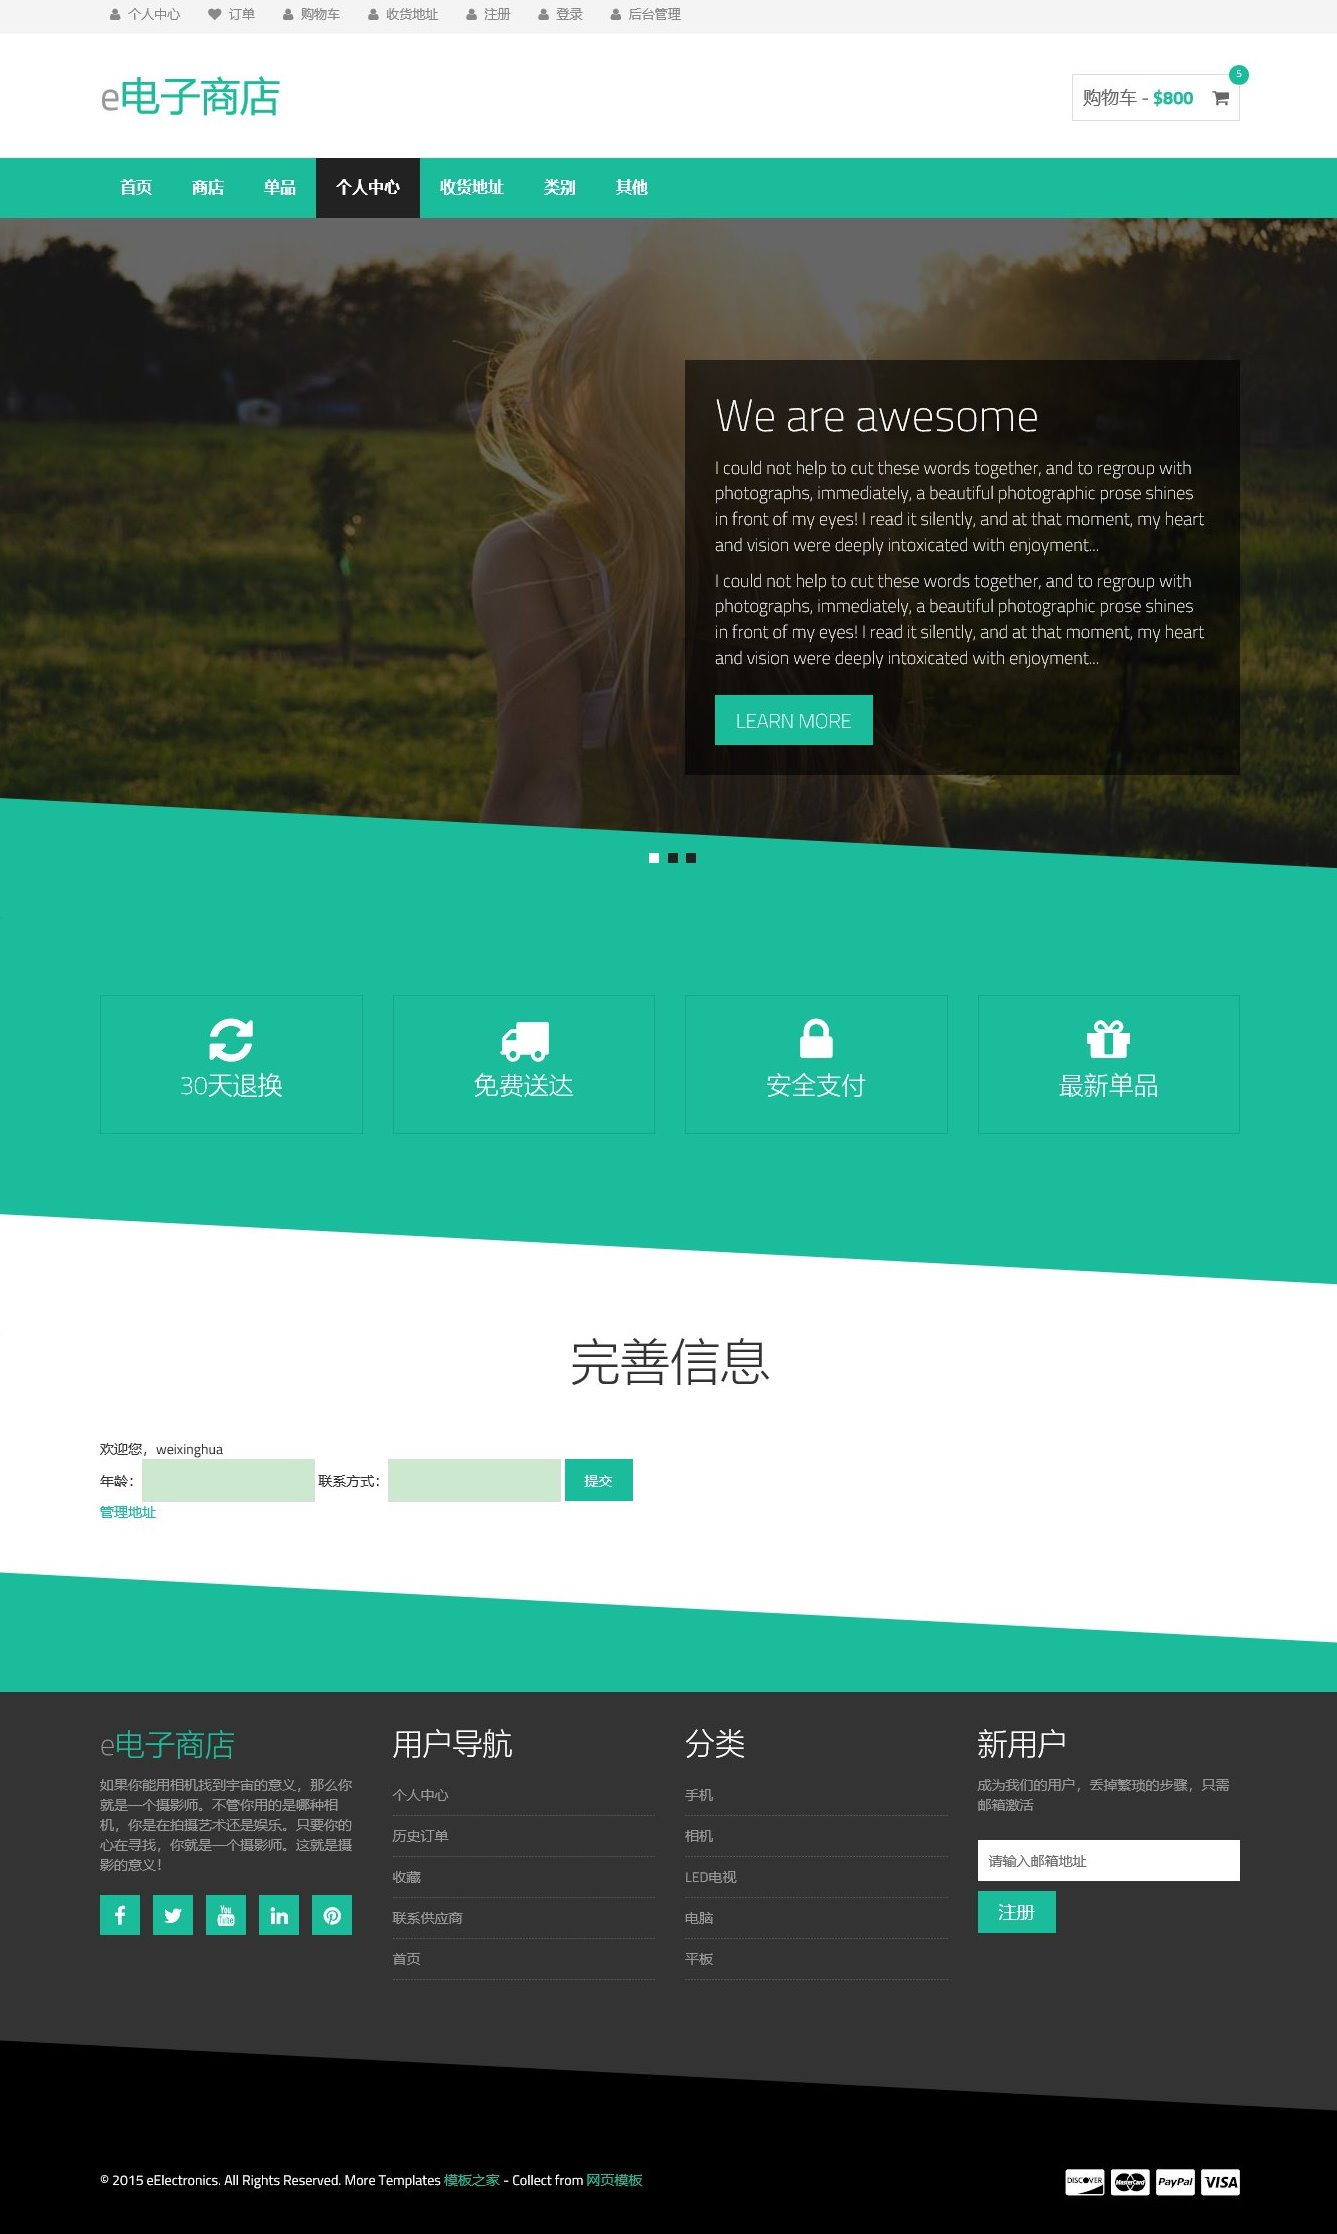 个人中心 订单 购物车 收货地址 注册 登录 后台管理
e电子商店
5
购物车 - $800
首页 商店 单品 个人中心 收货地址 类别 其他
We are awesome
I could not help to cut these words together, and to regroup with
photographs, immediately, a beautiful photographic prose shines
in front of my eyes! I read it silently, and at that moment, my heart
and vision were deeply intoxicated with enjoyment...
I could not help to cut these words together, and to regroup with
photographs, immediately, a beautiful photographic prose shines
in front of my eyes! I read it silently, and at that moment, my heart
and vision were deeply intoxicated with enjoyment...
LEARN MORE
30天退换
免费送达
安全支付
最新单品
完善信息
欢迎您，weixinghua
年龄： 联系方式： 提交
管理地址
e电子商店
如果你能用相机找到宇宙的意义，那么你
就是一个摄影师。不管你用的是哪种相
机，你是在拍摄艺术还是娱乐。只要你的
心在寻找，你就是一个摄影师。这就是摄
影的意义！
You Tube
用户导航
个人中心
历史订单
收藏
联系供应商
首页
分类
手机
相机
LED电视
电脑
平板
新用户
成为我们的用户，丢掉繁琐的步骤，只需
邮箱激活
请输入邮箱地址
注册
© 2015 eElectronics. All Rights Reserved. More Templates 模板之家 - Collect from 网页模板
DISCOVER MasterCard PayPal VISA